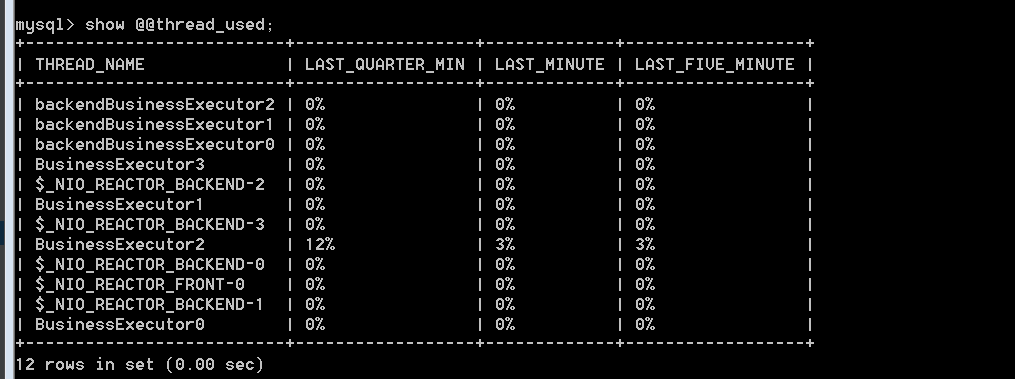 mysql> show @@thread_used;
+---------------------------+------------------+-------------+------------------+
| THREAD_NAME               | LAST_QUARTER_MIN | LAST_MINUTE | LAST_FIVE_MINUTE |
+---------------------------+------------------+-------------+------------------+
| backendBusinessExecutor2 | 0%               | 0%          | 0%               |
| backendBusinessExecutor1 | 0%               | 0%          | 0%               |
| backendBusinessExecutor0 | 0%               | 0%          | 0%               |
| BusinessExecutor3        | 0%               | 0%          | 0%               |
| $_NIO_REACTOR_BACKEND-2  | 0%               | 0%          | 0%               |
| BusinessExecutor1        | 0%               | 0%          | 0%               |
| $_NIO_REACTOR_BACKEND-3  | 0%               | 0%          | 0%               |
| BusinessExecutor2        | 12%              | 3%          | 3%               |
| $_NIO_REACTOR_BACKEND-0  | 0%               | 0%          | 0%               |
| $_NIO_REACTOR_FRONT-0    | 0%               | 0%          | 0%               |
| $_NIO_REACTOR_BACKEND-1  | 0%               | 0%          | 0%               |
| BusinessExecutor0        | 0%               | 0%          | 0%               |
+---------------------------+------------------+-------------+------------------+
12 rows in set (0.00 sec)